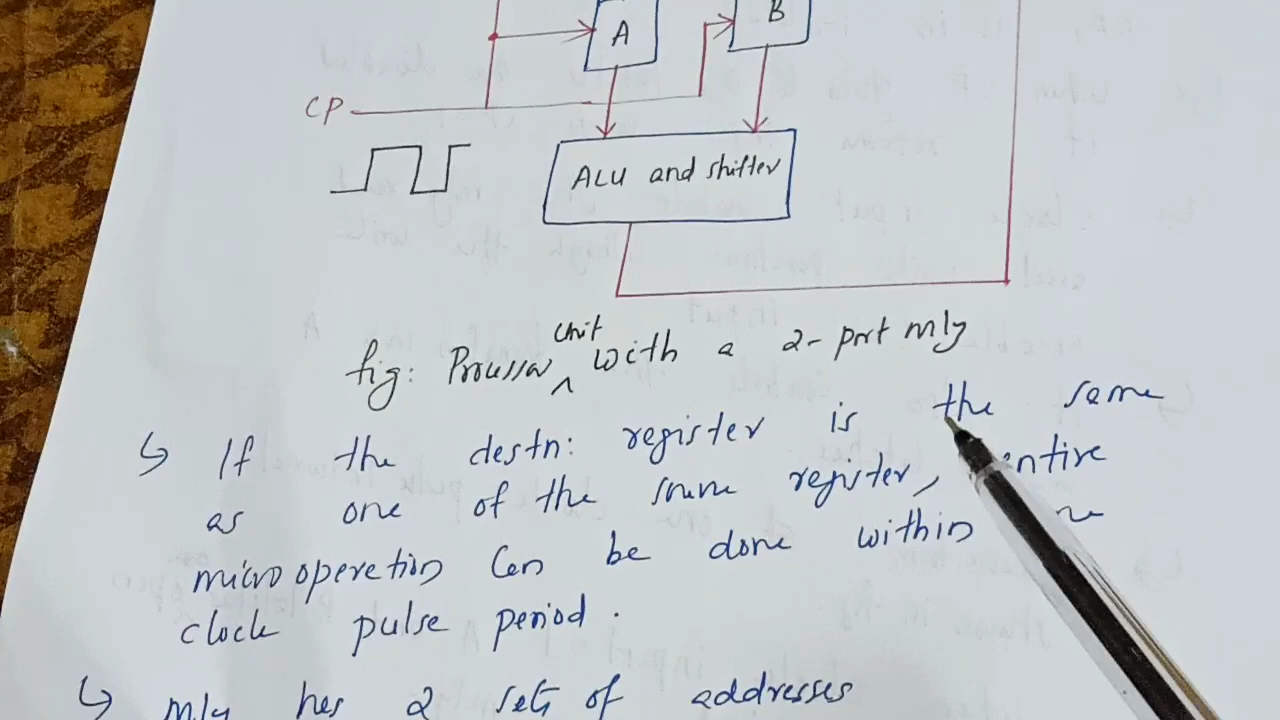 A
B
CP
ALU and shifter
fig: Processor unit with a 2-port mly
↳ If the destn: register is the same
as one of the source register, entire
microoperation can be done within one
clock pulse period.
↳ mly has 2 sets of addresses